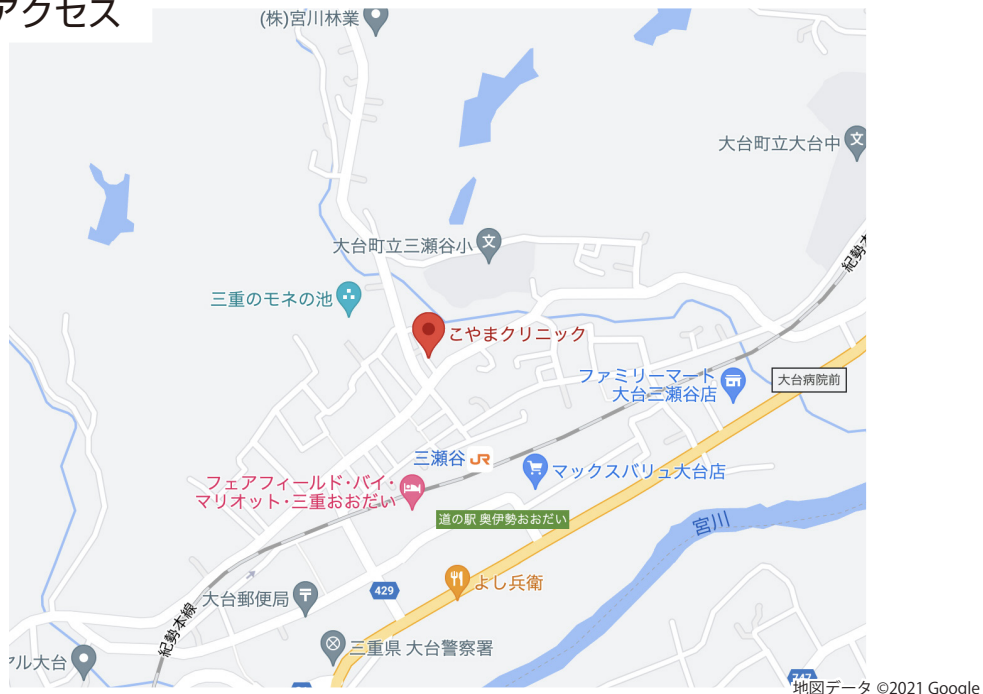 アクセス
(株)宮川林業
大台町立大台中
文
大台町立三瀬谷小
文
紀勢本
三重のモネの池
こやまクリニック
ファミリーマート
大台三瀬谷店
大台病院前
三瀬谷 JR
マックスバリュ大台店
フェアフィールド・バイ・
マリオット・三重おおだい
道の駅 奥伊勢おおだい
宮川
よし兵衛
429
大台郵便局
紀勢本線
三重県 大台警察署
アル大台
747
地図データ ©2021 Google